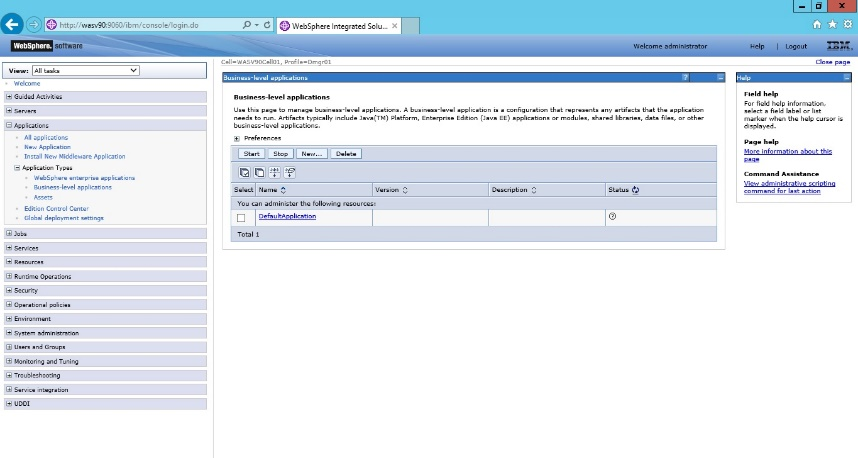 http://wasv90:9060/ibm/console/login.do
WebSphere Integrated Solu...
WebSphere. software
Welcome administrator
Help | Logout
IBM.
Cell=WASV90Cell01, Profile=Dmgr01
Close page
View: All tasks
Welcome
Guided Activities
Servers
Applications
All applications
New Application
Install New Middleware Application
Application Types
WebSphere enterprise applications
Business-level applications
Assets
Edition Control Center
Global deployment settings
Jobs
Services
Resources
Runtime Operations
Security
Operational policies
Environment
System administration
Users and Groups
Monitoring and Tuning
Troubleshooting
Service integration
UDDI
Business-level applications
?
Business-level applications
Use this page to manage business-level applications. A business-level application is a configuration that represents any artifacts that the application
needs to run. Artifacts typically include Java(TM) Platform, Enterprise Edition (Java EE) applications or modules, shared libraries, data files, or other
business-level applications.
Preferences
Start Stop New... Delete
Select Name Version Description Status
You can administer the following resources:
DefaultApplication
Total 1
Help
Field help
For field help information,
select a field label or list
marker when the help cursor is
displayed.
Page help
More information about this
page
Command Assistance
View administrative scripting
command for last action